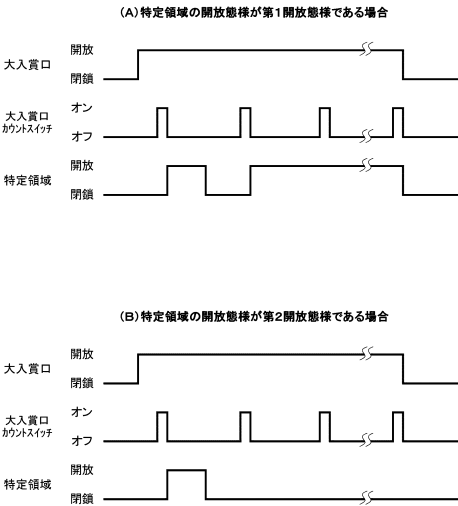 (A)特定領域の開放態様が第1開放態様である場合
開放
大入賞口
閉鎖
オン
大入賞口
カウントスイッチ
オフ
開放
特定領域
閉鎖
(B)特定領域の開放態様が第2開放態様である場合
開放
大入賞口
閉鎖
オン
大入賞口
カウントスイッチ
オフ
開放
特定領域
閉鎖